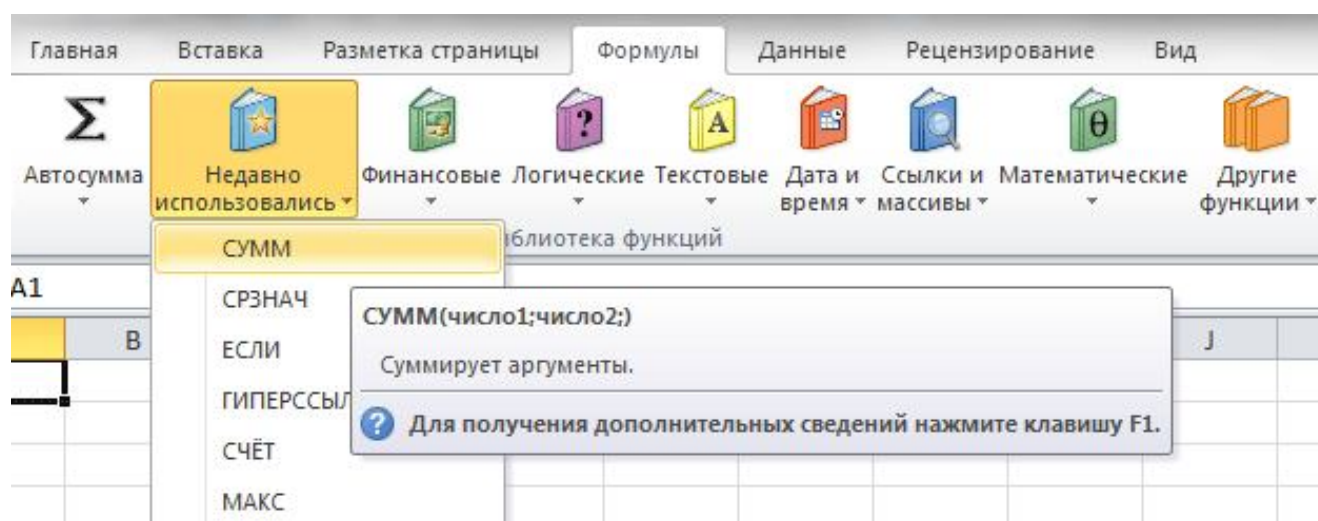 Главная Вставка Разметка страницы Формулы Данные Рецензирование Вид
Автосумма Недавно использовались Финансовые Логические Текстовые Дата и время Ссылки и массивы Математические Другие функции
иблиотека функций
СУММ
A1
СРЗНАЧ
СУММ(число1;число2;)
B
J
ЕСЛИ
Суммирует аргументы.
ГИПЕРССЫЛ
Для получения дополнительных сведений нажмите клавишу F1.
СЧЁТ
МАКС